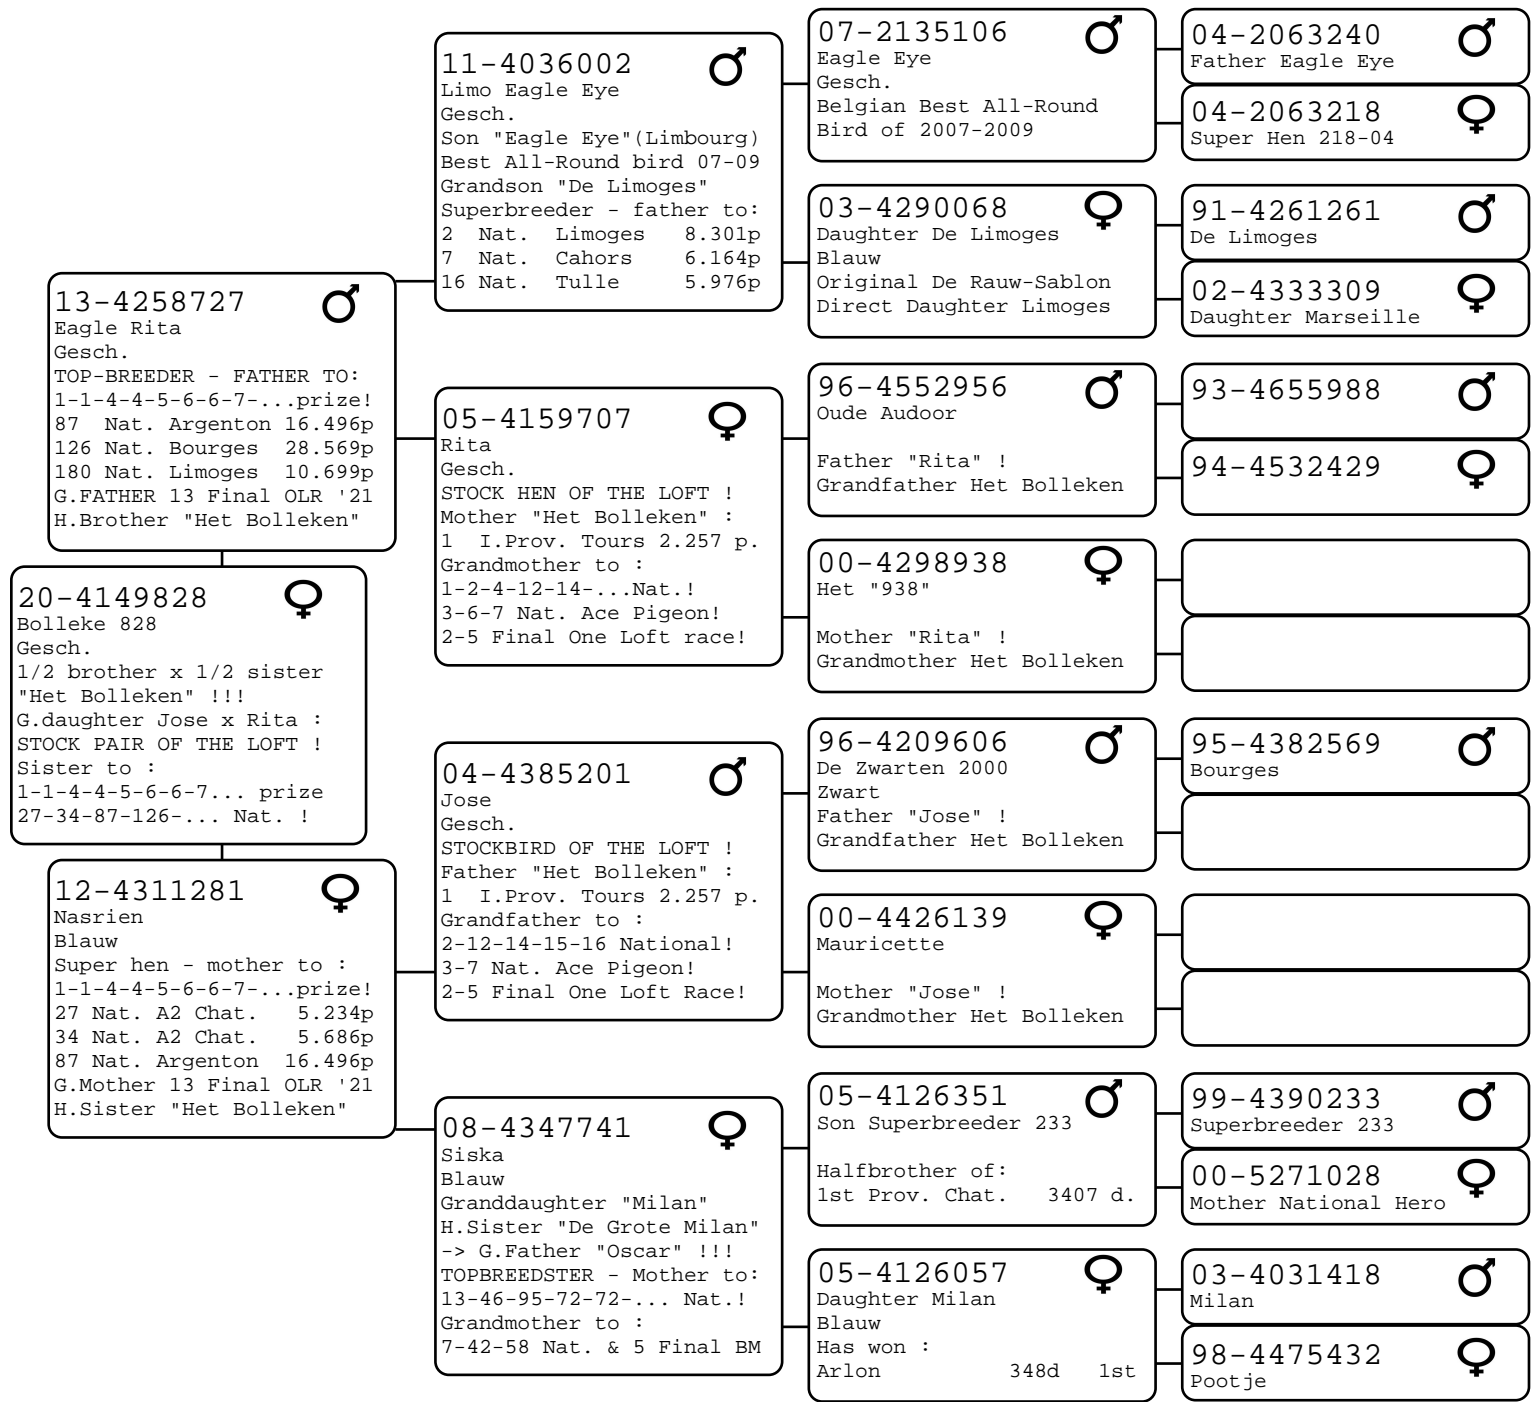 20-4149828
Bolleke 828
Gesch.
1/2 brother x 1/2 sister
"Het Bolleken" !!!
G.daughter Jose x Rita :
STOCK PAIR OF THE LOFT !
Sister to :
1-1-4-4-5-6-6-7... prize
27-34-87-126-... Nat. !
13-4258727
Eagle Rita
Gesch.
TOP-BREEDER - FATHER TO:
1-1-4-4-5-6-6-7-...prize!
87  Nat. Argenton 16.496p
126 Nat. Bourges  28.569p
180 Nat. Limoges  10.699p
G.FATHER 13 Final OLR '21
H.Brother "Het Bolleken"
12-4311281
Nasrien
Blauw
Super hen - mother to :
1-1-4-4-5-6-6-7-...prize!
27 Nat. A2 Chat.   5.234p
34 Nat. A2 Chat.   5.686p
87 Nat. Argenton  16.496p
G.Mother 13 Final OLR '21
H.Sister "Het Bolleken"
11-4036002
Limo Eagle Eye
Gesch.
Son "Eagle Eye"(Limbourg)
Best All-Round bird 07-09
Grandson "De Limoges"
Superbreeder - father to:
2  Nat.  Limoges   8.301p
7  Nat.  Cahors    6.164p
16 Nat.  Tulle     5.976p
05-4159707
Rita
Gesch.
STOCK HEN OF THE LOFT !
Mother "Het Bolleken" :
1  I.Prov. Tours 2.257 p.
Grandmother to :
1-2-4-12-14-...Nat.!
3-6-7 Nat. Ace Pigeon!
2-5 Final One Loft race!
04-4385201
Jose
Gesch.
STOCKBIRD OF THE LOFT !
Father "Het Bolleken" :
1  I.Prov. Tours 2.257 p.
Grandfather to :
2-12-14-15-16 National!
3-7 Nat. Ace Pigeon!
2-5 Final One Loft Race!
08-4347741
Siska
Blauw
Granddaughter "Milan"
H.Sister "De Grote Milan"
-> G.Father "Oscar" !!!
TOPBREEDSTER - Mother to:
13-46-95-72-72-... Nat.!
Grandmother to :
7-42-58 Nat. & 5 Final BM
07-2135106
Eagle Eye
Gesch.
Belgian Best All-Round
Bird of 2007-2009
03-4290068
Daughter De Limoges
Blauw
Original De Rauw-Sablon
Direct Daughter Limoges
96-4552956
Oude Audoor
Father "Rita" !
Grandfather Het Bolleken
00-4298938
Het "938"
Mother "Rita" !
Grandmother Het Bolleken
96-4209606
De Zwarten 2000
Zwart
Father "Jose" !
Grandfather Het Bolleken
00-4426139
Mauricette
Mother "Jose" !
Grandmother Het Bolleken
05-4126351
Son Superbreeder 233
Halfbrother of:
1st Prov. Chat.   3407 d.
05-4126057
Daughter Milan
Blauw
Has won :
Arlon          348d   1st
04-2063240
Father Eagle Eye
04-2063218
Super Hen 218-04
91-4261261
De Limoges
02-4333309
Daughter Marseille
93-4655988
94-4532429
95-4382569
Bourges
99-4390233
Superbreeder 233
00-5271028
Mother National Hero
03-4031418
Milan
98-4475432
Pootje